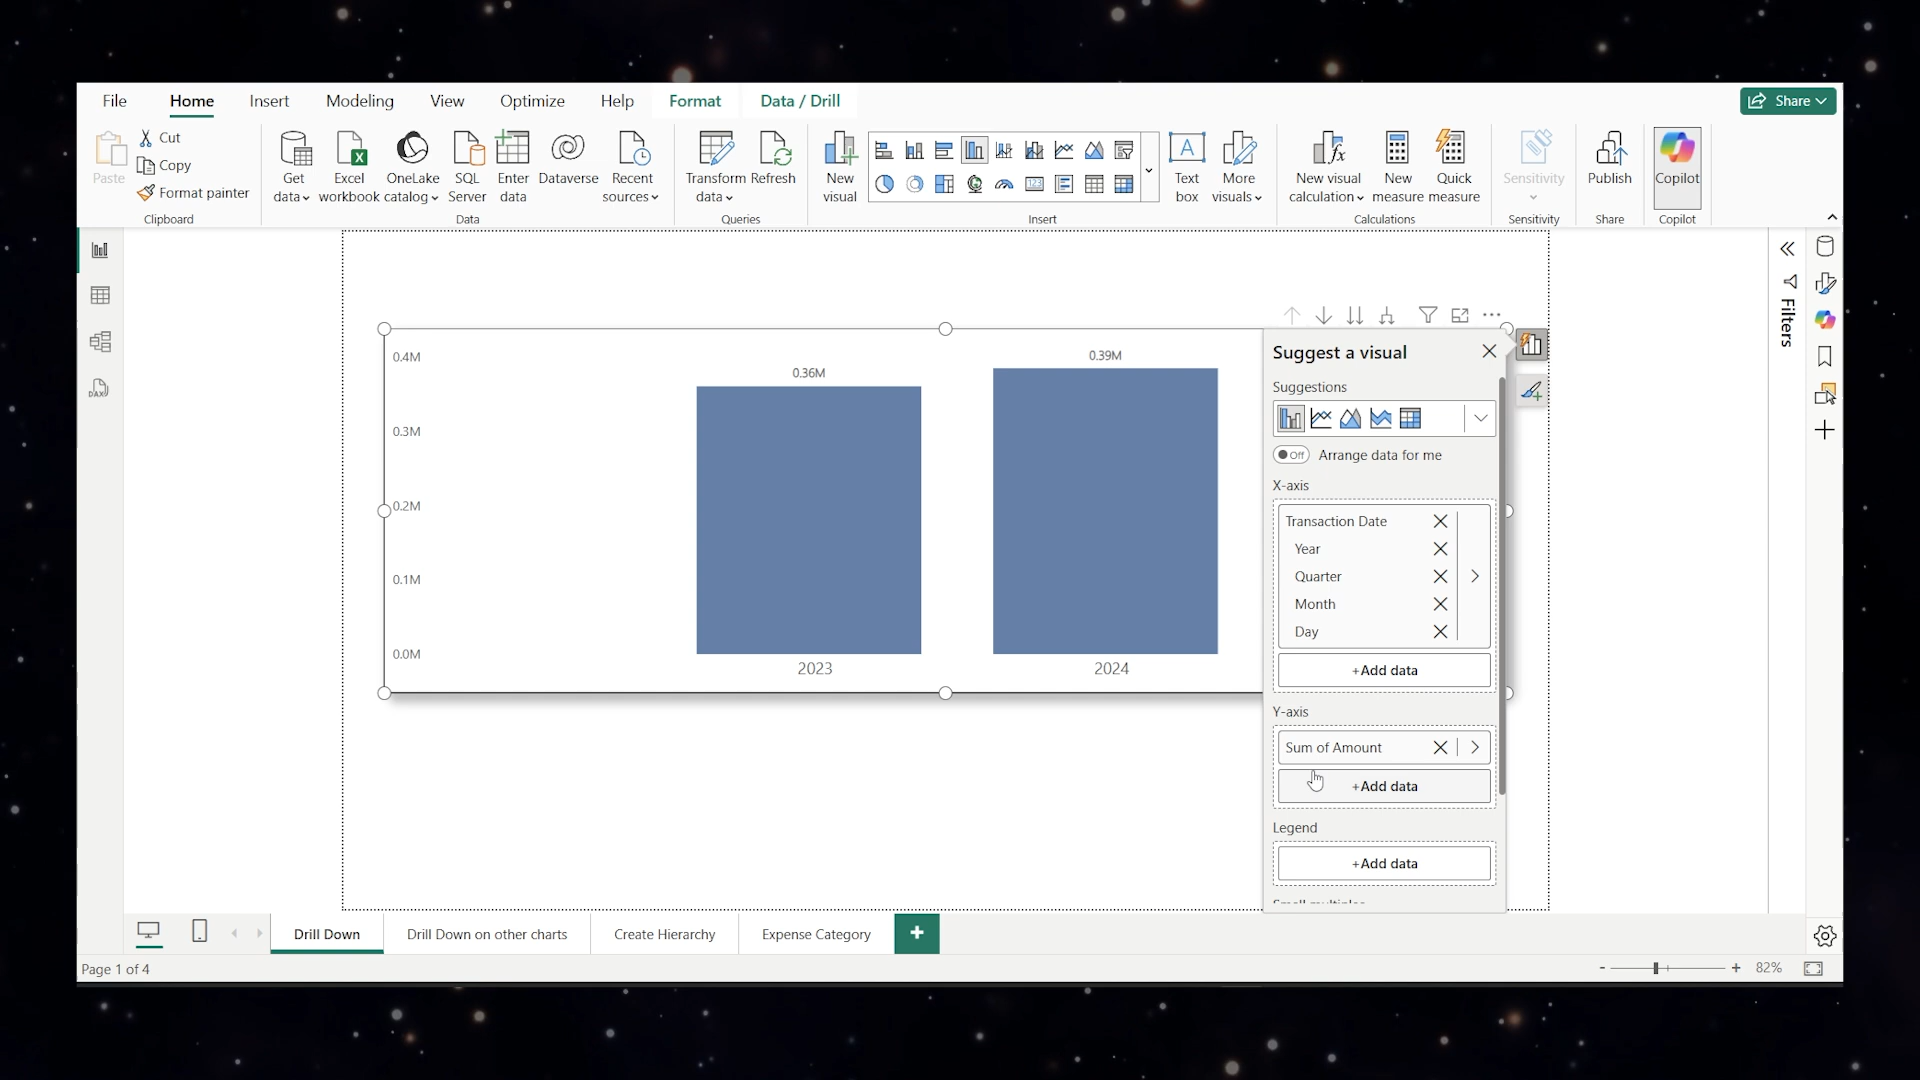 File Home Insert Modeling View Optimize Help Format Data / Drill Share
Paste Cut
Copy
Format painter
Clipboard
Get data
Excel workbook
OneLake catalog
SQL Server
Enter data
Dataverse
Recent sources
Data
Transform data
Refresh
Queries
New visual
Insert
Text box
More visuals
New visual calculation
New measure
Quick measure
Calculations
Sensitivity
Sensitivity
Publish
Share
Copilot
Copilot
0.4M
0.3M
0.2M
0.1M
0.0M
0.36M
0.39M
2023
2024
Suggest a visual
Suggestions
Off Arrange data for me
X-axis
Transaction Date
Year
Quarter
Month
Day
+Add data
Y-axis
Sum of Amount
+Add data
Legend
+Add data
Filters
Drill Down
Drill Down on other charts
Create Hierarchy
Expense Category
Page 1 of 4
82%